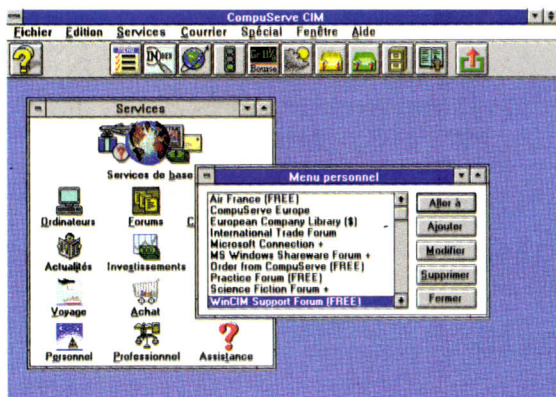 CompuServe CIM
Fichier Edition Services Courrier Spécial Fenêtre Aide
MENU INDEX Bourse
Services
Services de base
Ordinateurs Forums C
Actualités Investissements
Voyage Achat
Personnel Professionnel Assistance
Menu personnel
Air France (FREE)
CompuServe Europe
European Company Library ($)
International Trade Forum
Microsoft Connection +
MS Windows Shareware Forum +
Order from CompuServe (FREE)
Practice Forum (FREE)
Science Fiction Forum +
WinCIM Support Forum (FREE)
Aller à
Ajouter
Modifier
Supprimer
Fermer